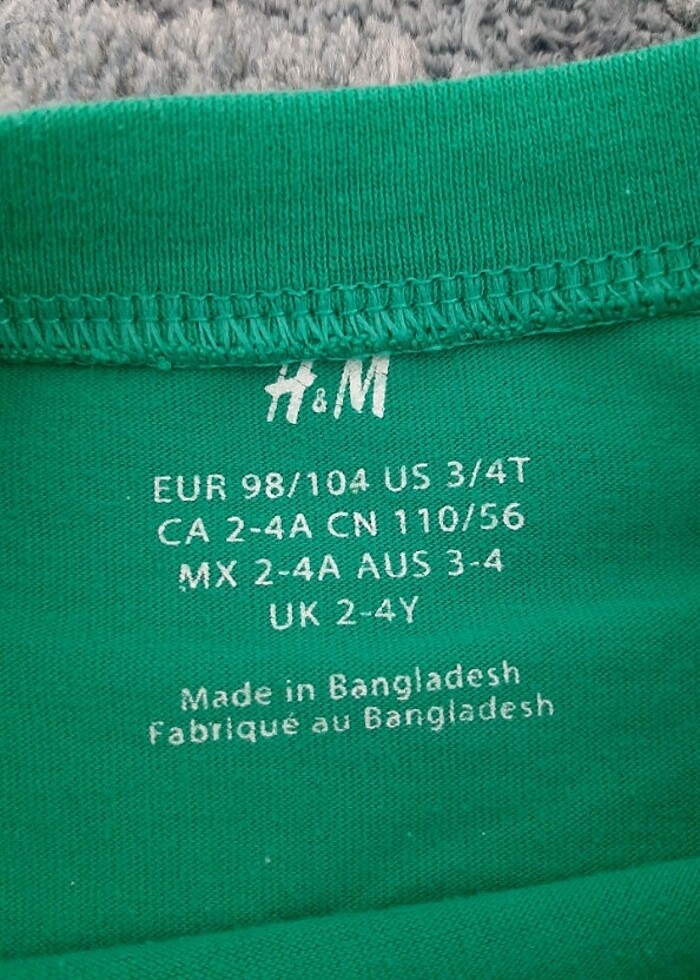 H&M
EUR 98/104 US 3/4T
CA 2-4A CN 110/56
MX 2-4A AUS 3-4
UK 2-4Y
Made in Bangladesh
Fabriqué au Bangladesh